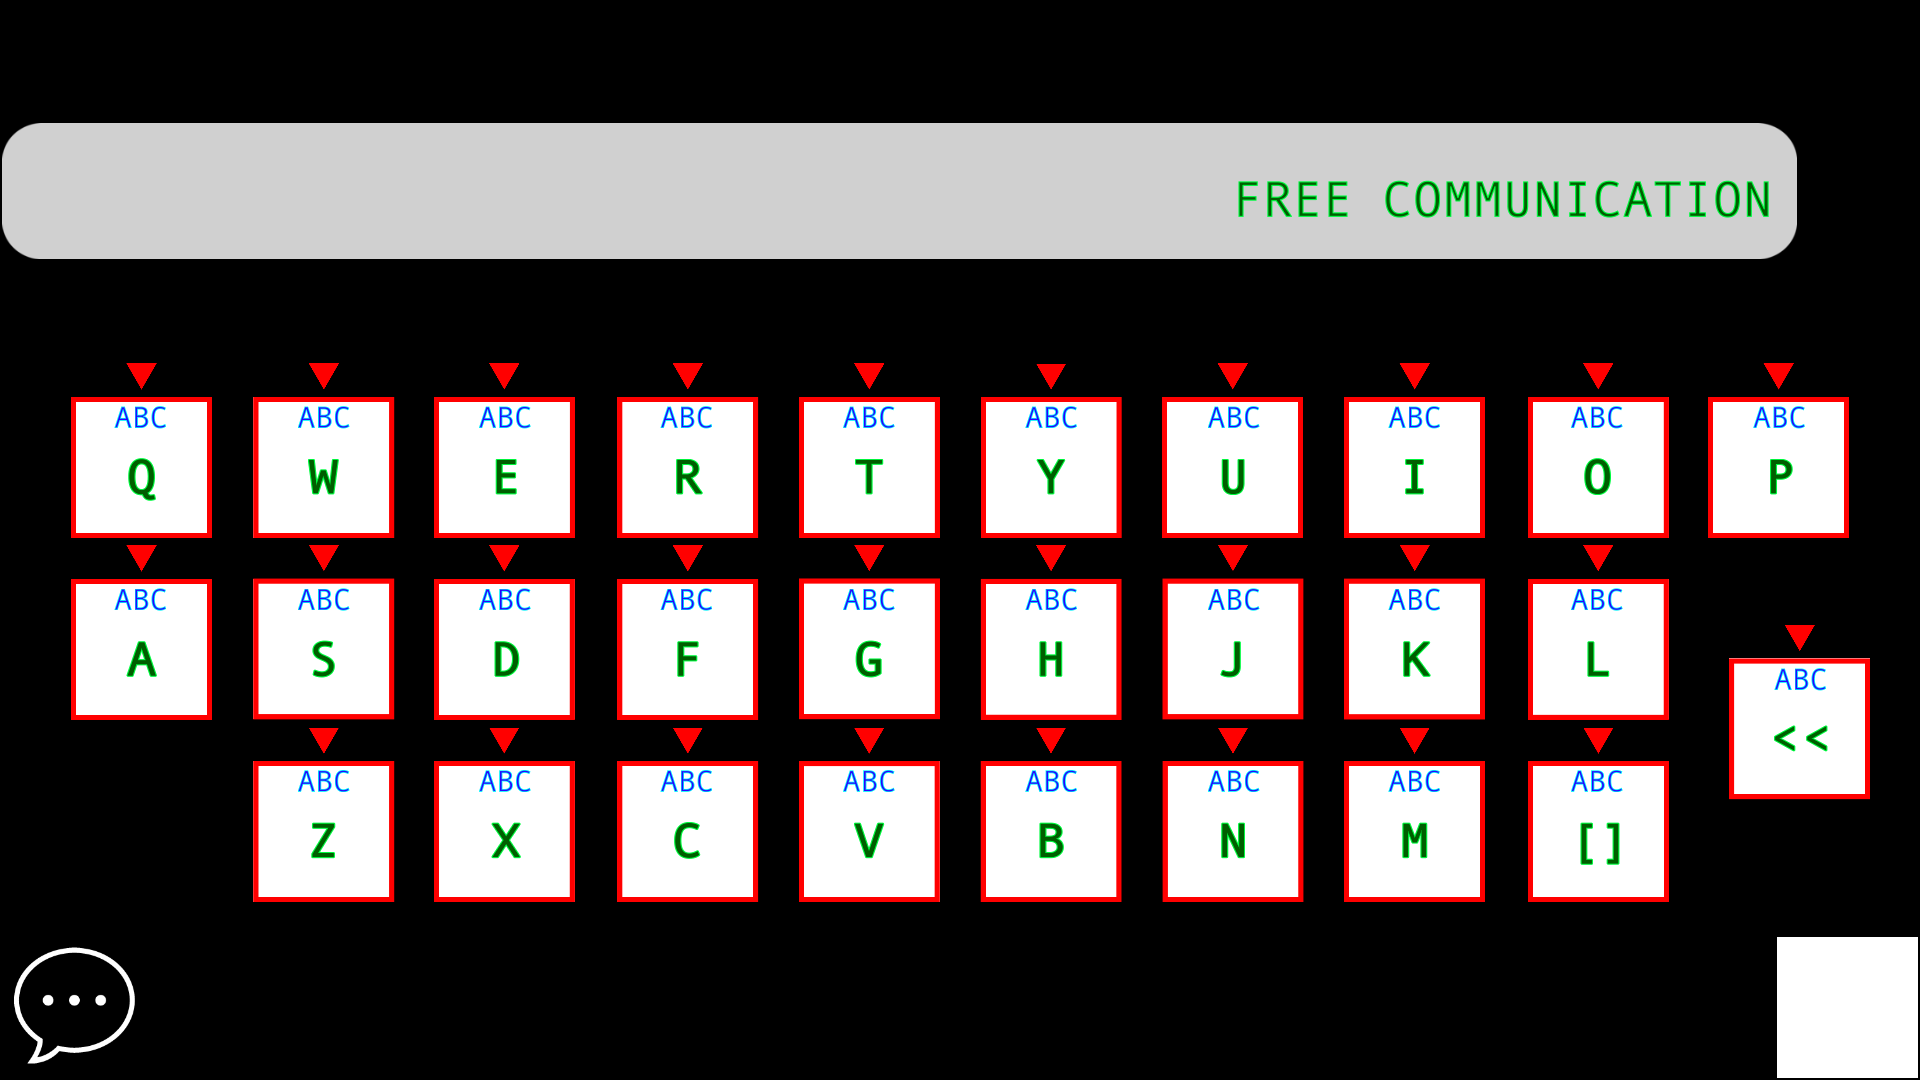 FREE COMMUNICATION
ABC ABC ABC ABC ABC ABC ABC ABC ABC ABC
Q W E R T Y U I O P
ABC ABC ABC ABC ABC ABC ABC ABC ABC
A S D F G H J K L
ABC
<<
ABC ABC ABC ABC ABC ABC ABC ABC
Z X C V B N M []